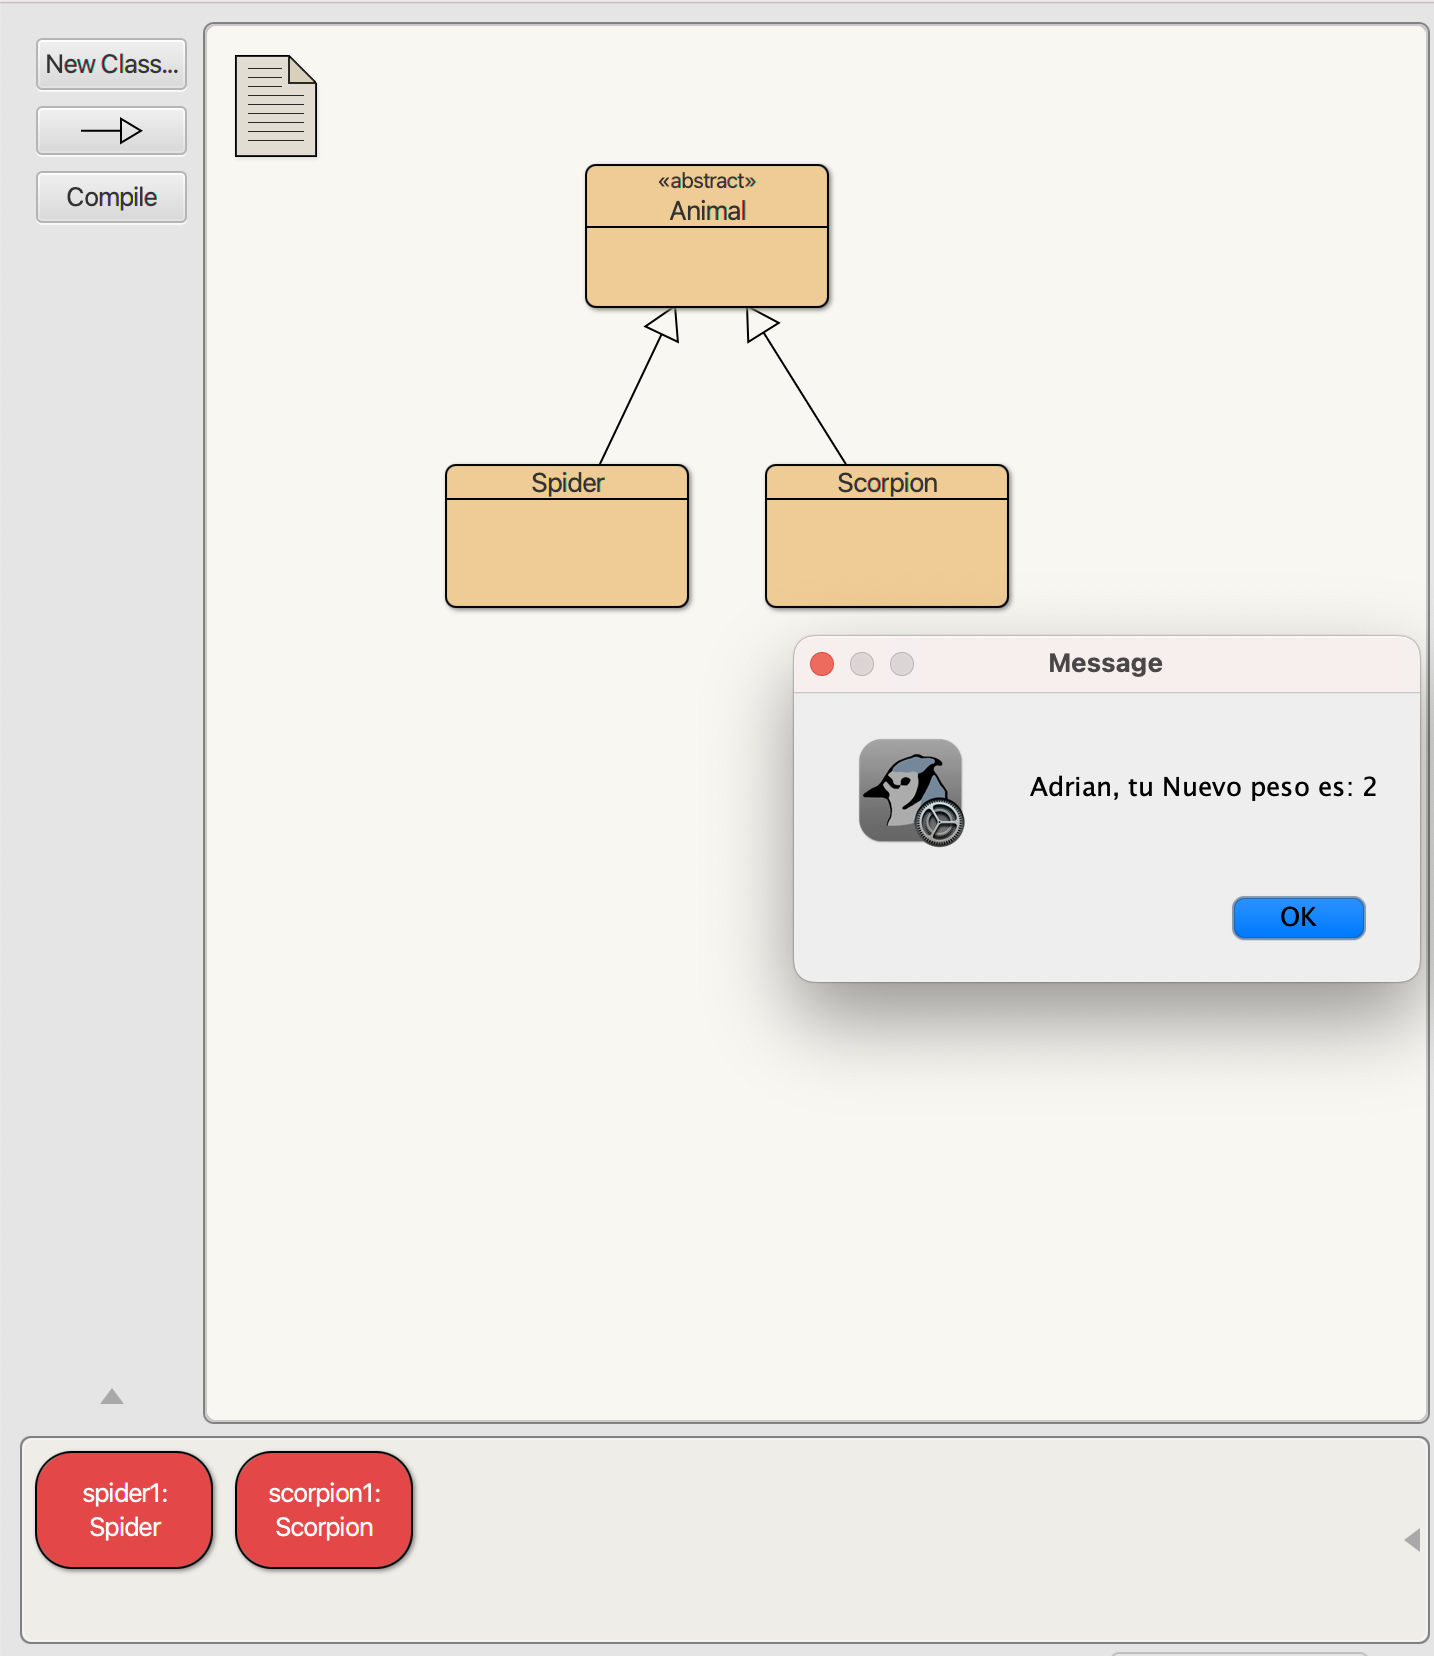 New Class...
Compile
«abstract»
Animal
Spider
Scorpion
Message
Adrian, tu Nuevo peso es: 2
OK
spider1:
Spider
scorpion1:
Scorpion